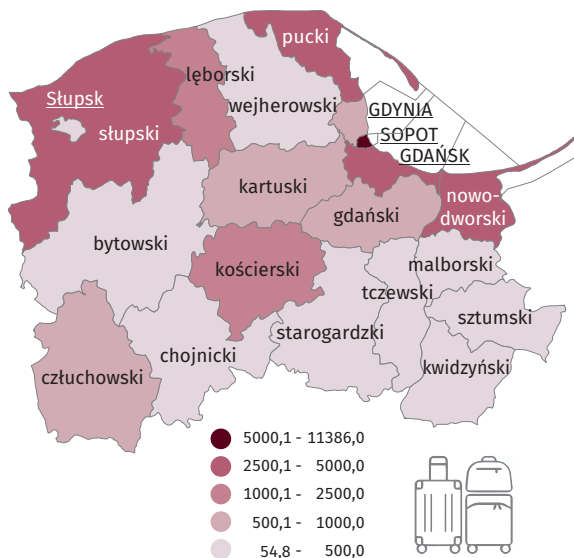 pucki
lęborski
wejherowski
Słupsk
słupski
GDYNIA
SOPOT
GDAŃSK
kartuski
nowo-
dworski
gdański
bytowski
kościerski
malborski
tczewski
sztumski
starogardzki
chojnicki
kwidzyński
człuchowski
5000,1 - 11386,0
2500,1 - 5000,0
1000,1 - 2500,0
500,1 - 1000,0
54,8 - 500,0